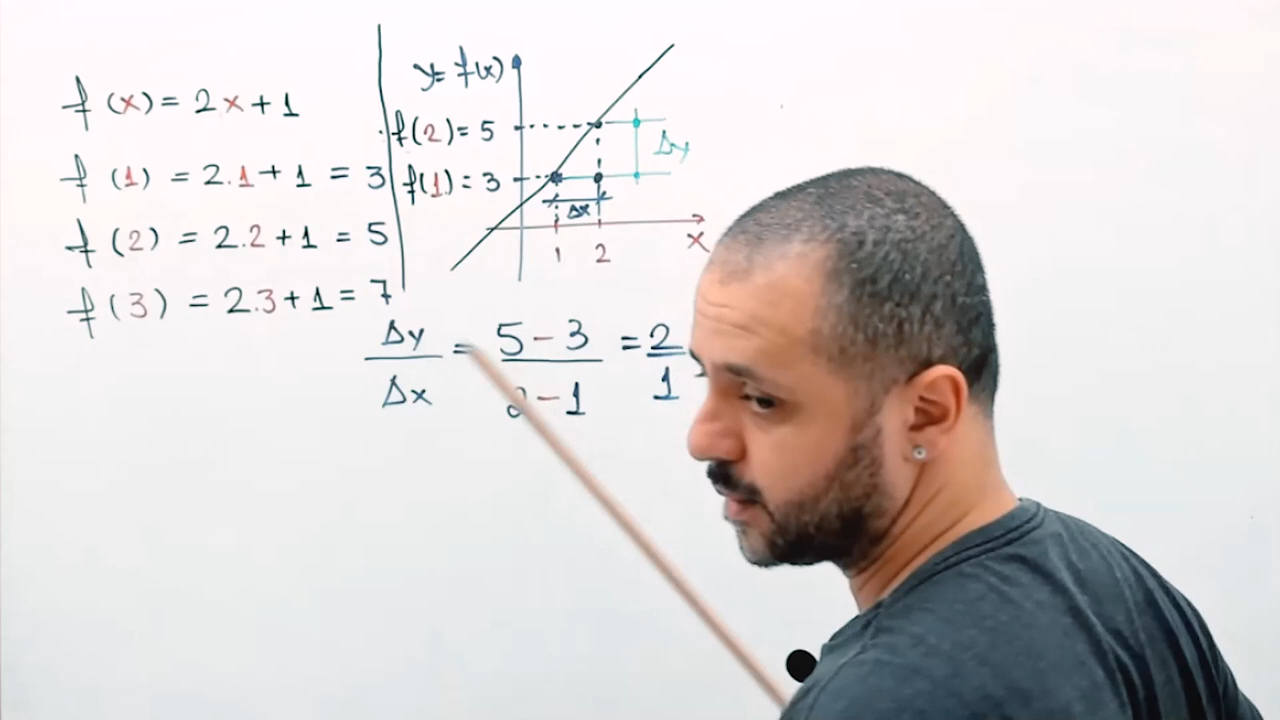 f(x) = 2x+1
f(1) = 2.1+1 = 3
f(2) = 2.2+1 = 5
f(3) = 2.3+1 = 7
y=f(x)
f(2)= 5
f(1)= 3
Δy
Δx
1 2
x
Δy/Δx = 5-3/2-1 = 2/1